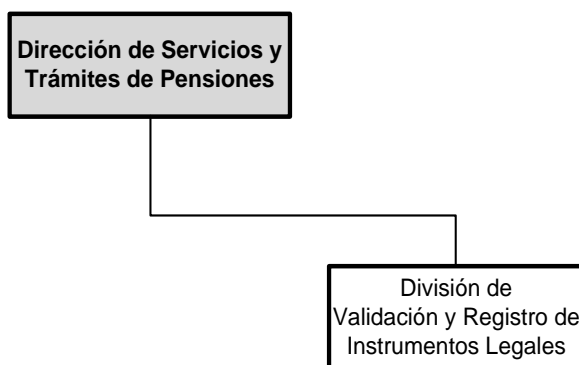 Dirección de Servicios y
Trámites de Pensiones
División de
Validación y Registro de
Instrumentos Legales